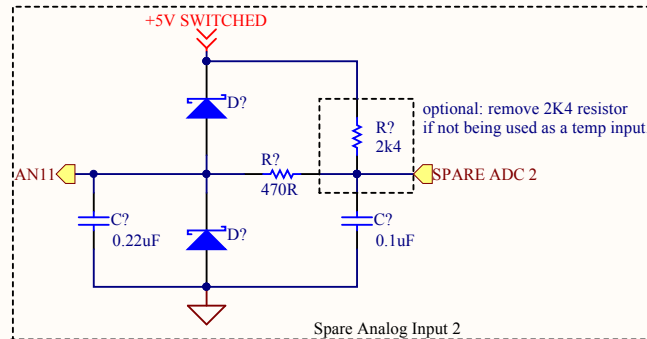 +5V SWITCHED
D?
optional: remove 2K4 resistor
if not being used as a temp input
R?
2k4
R?
470R
AN11
SPARE ADC 2
C?
0.22uF
D?
C?
0.1uF
Spare Analog Input 2